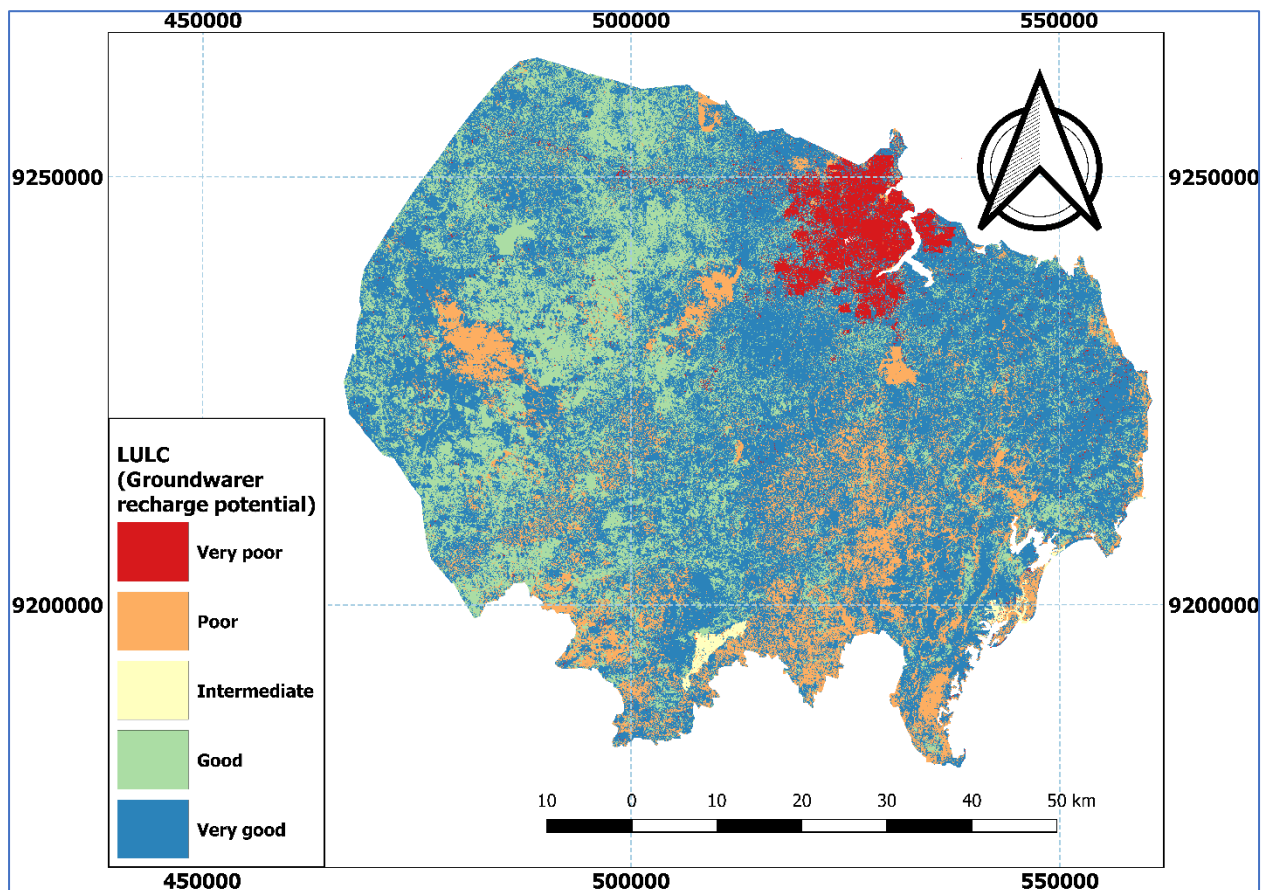 450000 500000 550000
9250000 9250000
LULC
(Groundwarer
recharge potential)
Very poor
Poor
Intermediate
Good
Very good
9200000 9200000
10 0 10 20 30 40 50 km
450000 500000 550000